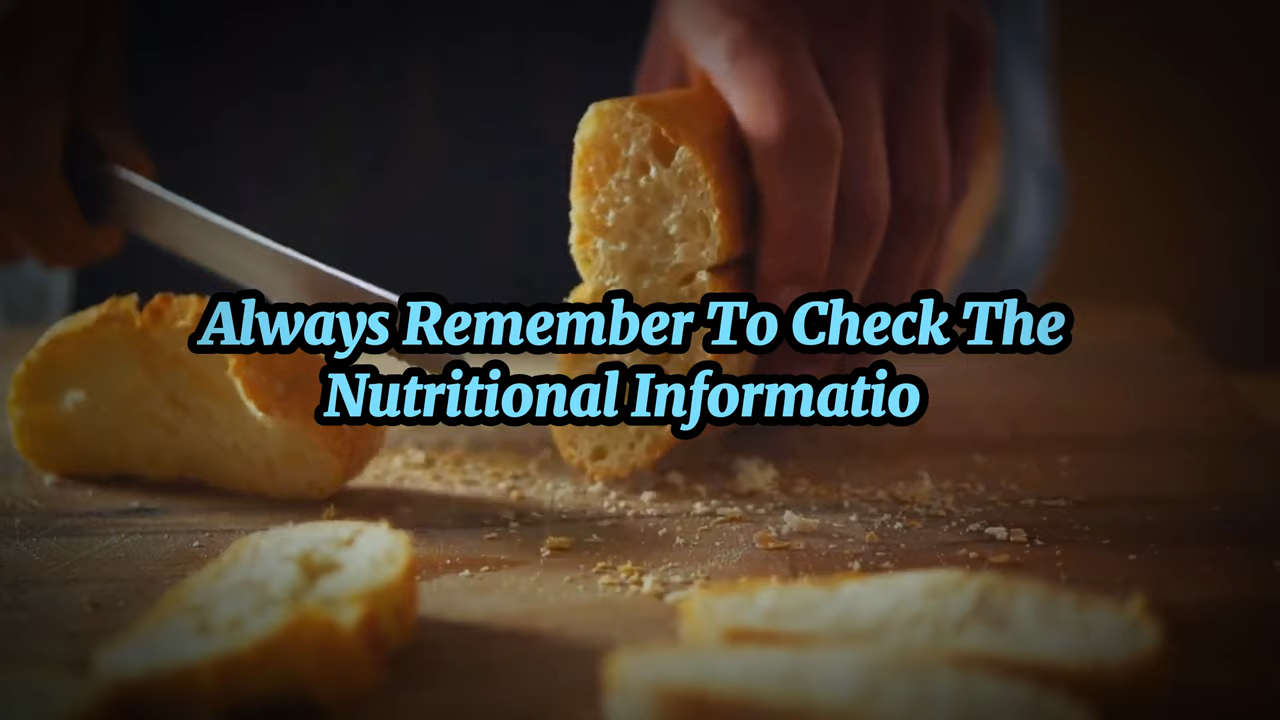 Always Remember To Check The
Nutritional Informatio